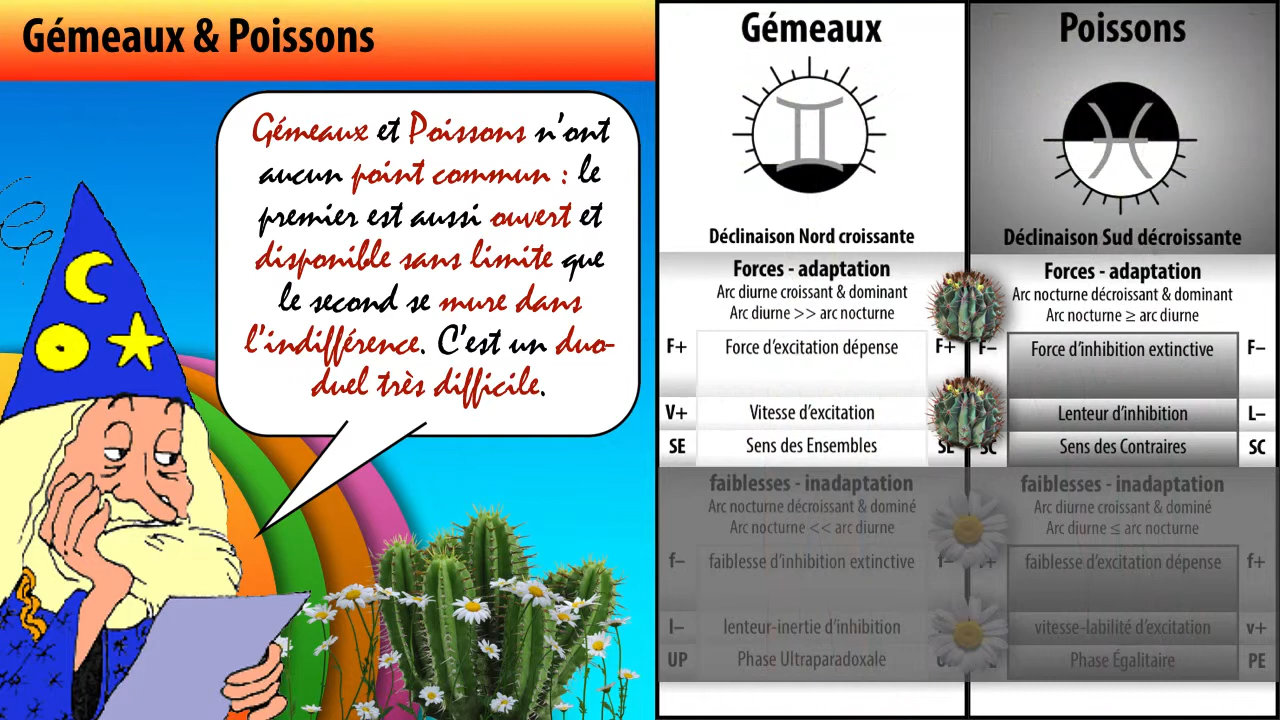 Gémeaux & Poissons
Gémeaux et Poissons n'ont
aucun point commun : le
premier est aussi ouvert et
disponible sans limite que
le second se mure dans
l'indifférence. C'est un duo-
duel très difficile.
Gémeaux
Déclinaison Nord croissante
Forces - adaptation
Arc diurne croissant & dominant
Arc diurne >> arc nocturne
F+ Force d'excitation dépense F+
V+ Vitesse d'excitation
SE Sens des Ensembles SE
faiblesses - inadaptation
Arc nocturne décroissant & dominé
Arc nocturne << arc diurne
f– faiblesse d'inhibition extinctive f–
l– lenteur-inertie d'inhibition
UP Phase Ultraparadoxale
Poissons
Déclinaison Sud décroissante
Forces - adaptation
Arc nocturne décroissant & dominant
Arc nocturne ≥ arc diurne
F– Force d'inhibition extinctive F–
Lenteur d'inhibition L–
SC Sens des Contraires SC
faiblesses - inadaptation
Arc diurne croissant & dominé
Arc diurne ≤ arc nocturne
faiblesse d'excitation dépense f+
vitesse-labilité d'excitation v+
Phase Égalitaire PE